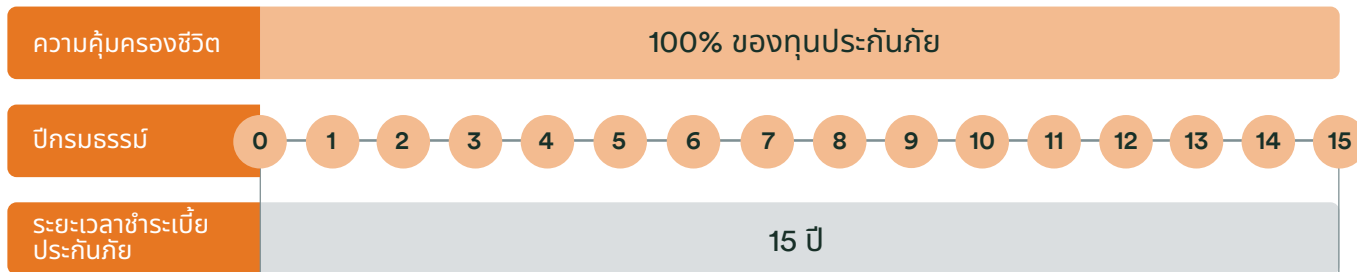 ความคุ้มครองชีวิต
100% ของทุนประกันภัย
ปีกรมธรรม์
0 1 2 3 4 5 6 7 8 9 10 11 12 13 14 15
ระยะเวลาชำระเบี้ย
ประกันภัย
15 ปี